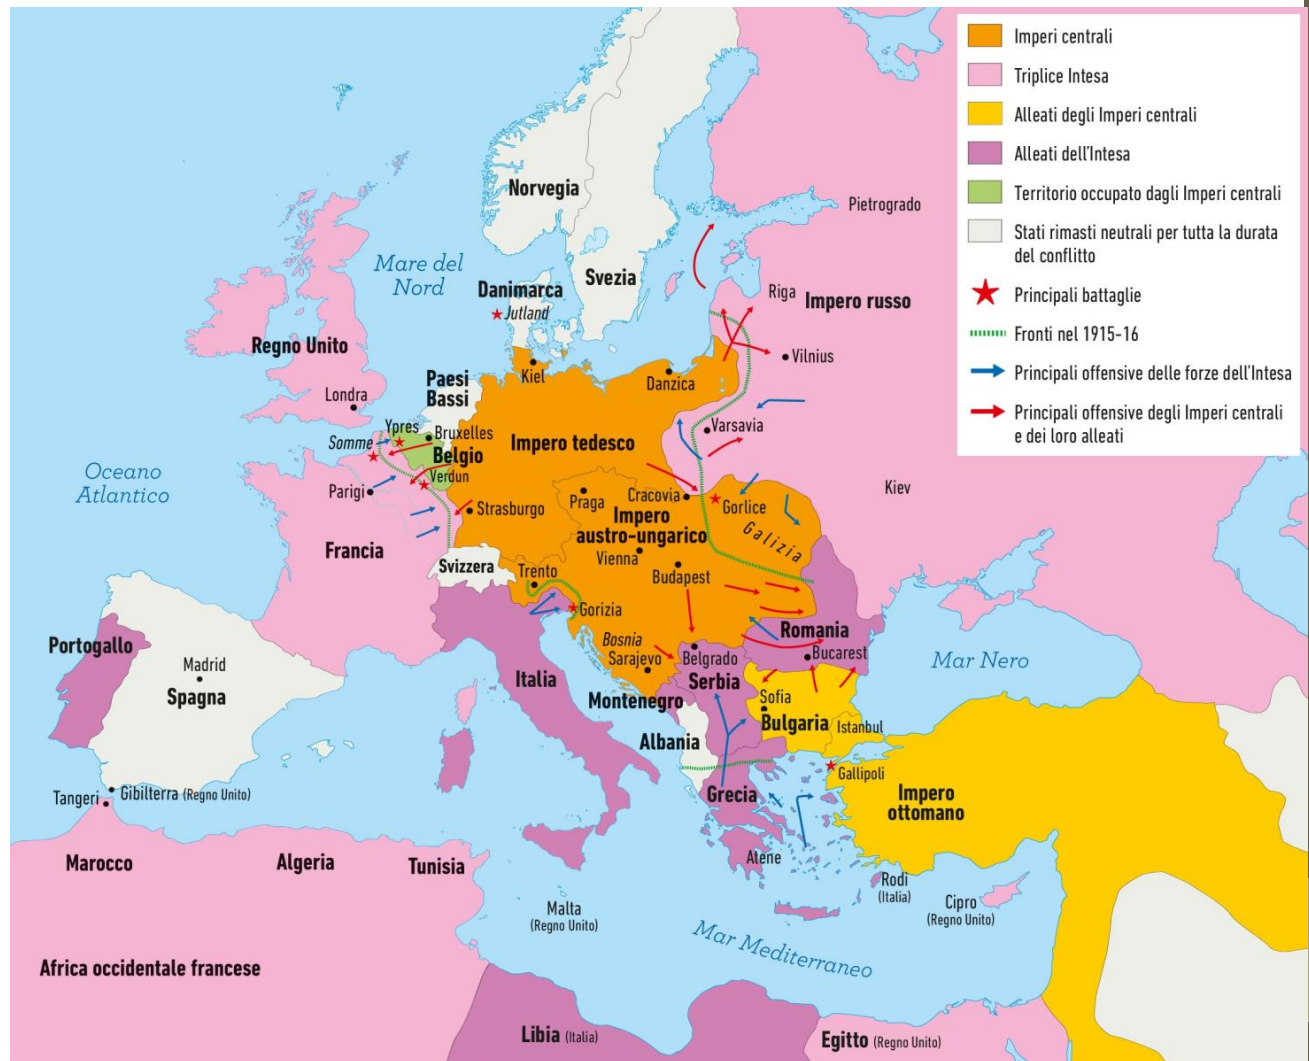 Imperi centrali
Triplice Intesa
Alleati degli Imperi centrali
Alleati dell'Intesa
Territorio occupato dagli Imperi centrali
Stati rimasti neutrali per tutta la durata
del conflitto
Principali battaglie
Fronti nel 1915-16
Principali offensive delle forze dell'Intesa
Principali offensive degli Imperi centrali
e dei loro alleati
Norvegia
Svezia
Pietrogrado
Mare del
Nord
Danimarca
Jutland
Riga
Impero russo
Regno Unito
Vilnius
Kiel
Danzica
Paesi
Bassi
Londra
Ypres
Bruxelles
Somme
Belgio
Impero tedesco
Varsavia
Oceano
Atlantico
Verdun
Parigi
Strasburgo
Praga
Cracovia
Gorlice
Kiev
Impero
austro-ungarico
Galizia
Francia
Vienna
Svizzera
Trento
Budapest
Gorizia
Bosnia
Sarajevo
Belgrado
Romania
Bucarest
Mar Nero
Portogallo
Madrid
Spagna
Italia
Serbia
Montenegro
Sofia
Bulgaria
Istanbul
Albania
Gallipoli
Gibilterra (Regno Unito)
Tangeri
Grecia
Impero
ottomano
Marocco
Algeria
Tunisia
Atene
Rodi
(Italia)
Cipro
(Regno Unito)
Malta
(Regno Unito)
Mar Mediterraneo
Africa occidentale francese
Libia (Italia)
Egitto (Regno Unito)